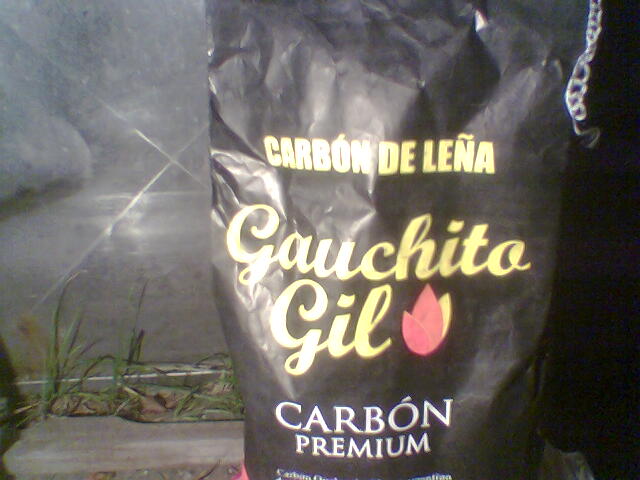 CARBÓN DE LEÑA
Gauchito
Gil
CARBÓN
PREMIUM